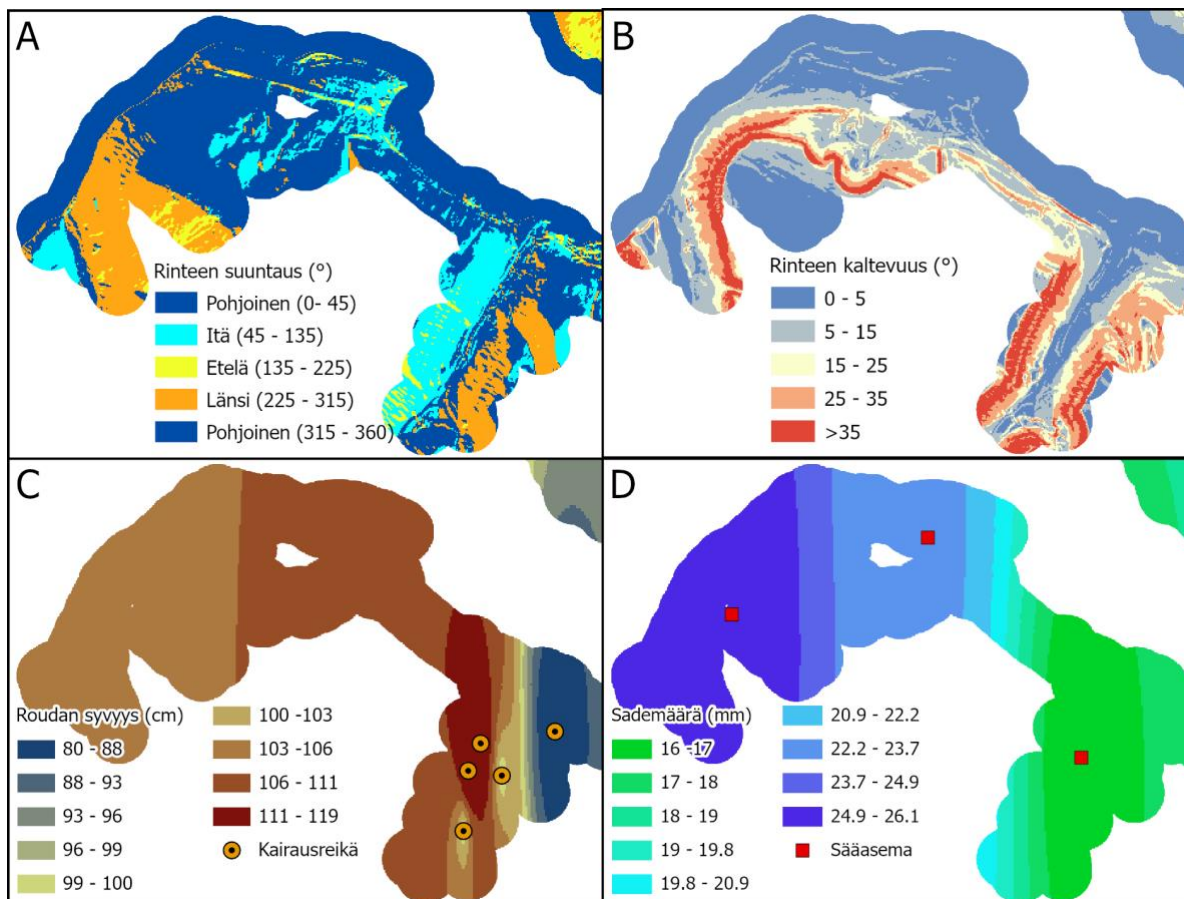 A
Rinteen suuntaus (°)
Pohjoinen (0- 45)
Itä (45 - 135)
Etelä (135 - 225)
Länsi (225 - 315)
Pohjoinen (315 - 360)
B
Rinteen kaltevuus (°)
0 - 5
5 - 15
15 - 25
25 - 35
>35
C
Roudan syvyys (cm)
80 - 88
88 - 93
93 - 96
96 - 99
99 - 100
100 -103
103 -106
106 - 111
111 - 119
Kairausreikä
D
Sademäärä (mm)
16 -17
17 - 18
18 - 19
19 - 19.8
19.8 - 20.9
20.9 - 22.2
22.2 - 23.7
23.7 - 24.9
24.9 - 26.1
Sääasema